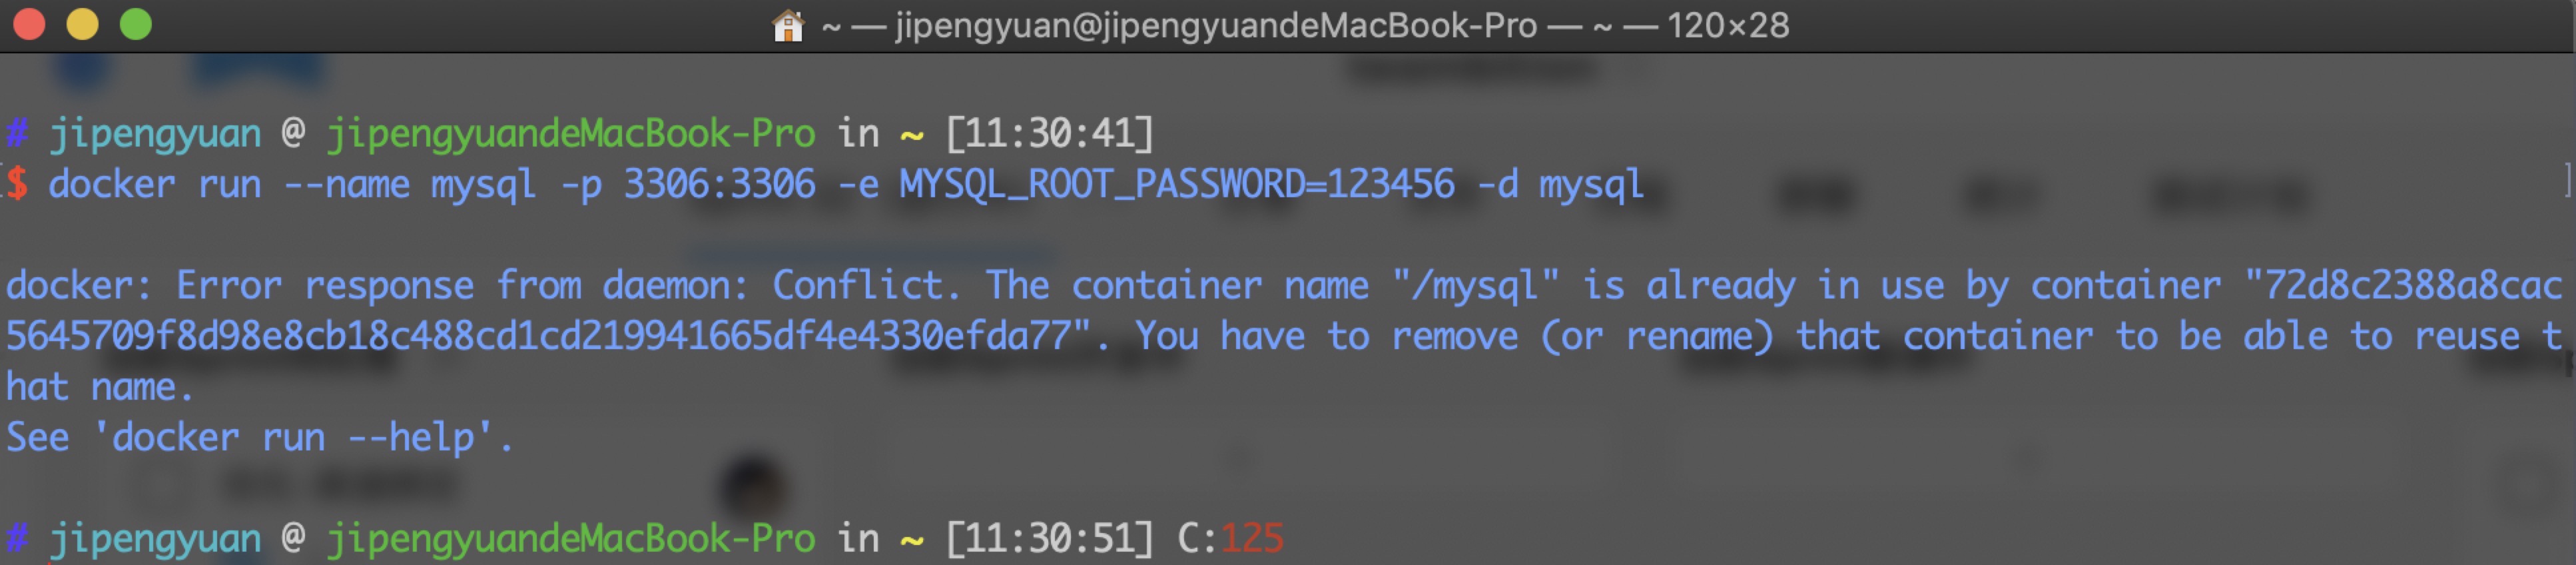 ~ — jipengyuan@jipengyuandeMacBook-Pro — ~ — 120×28
# jipengyuan @ jipengyuandeMacBook-Pro in ~ [11:30:41]
$ docker run --name mysql -p 3306:3306 -e MYSQL_ROOT_PASSWORD=123456 -d mysql
docker: Error response from daemon: Conflict. The container name "/mysql" is already in use by container "72d8c2388a8cac
5645709f8d98e8cb18c488cd1cd219941665df4e4330efda77". You have to remove (or rename) that container to be able to reuse t
hat name.
See 'docker run --help'.
# jipengyuan @ jipengyuandeMacBook-Pro in ~ [11:30:51] C:125